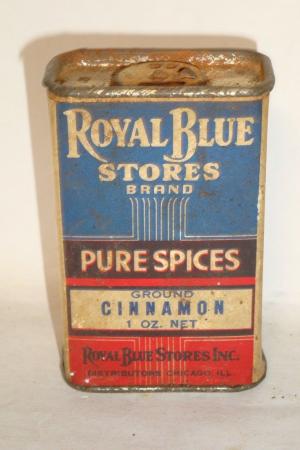 ROYAL BLUE
STORES
BRAND
PURE SPICES
GROUND
CINNAMON
1 OZ. NET
ROYAL BLUE STORES INC.
DISTRIBUTORS CHICAGO, ILL.